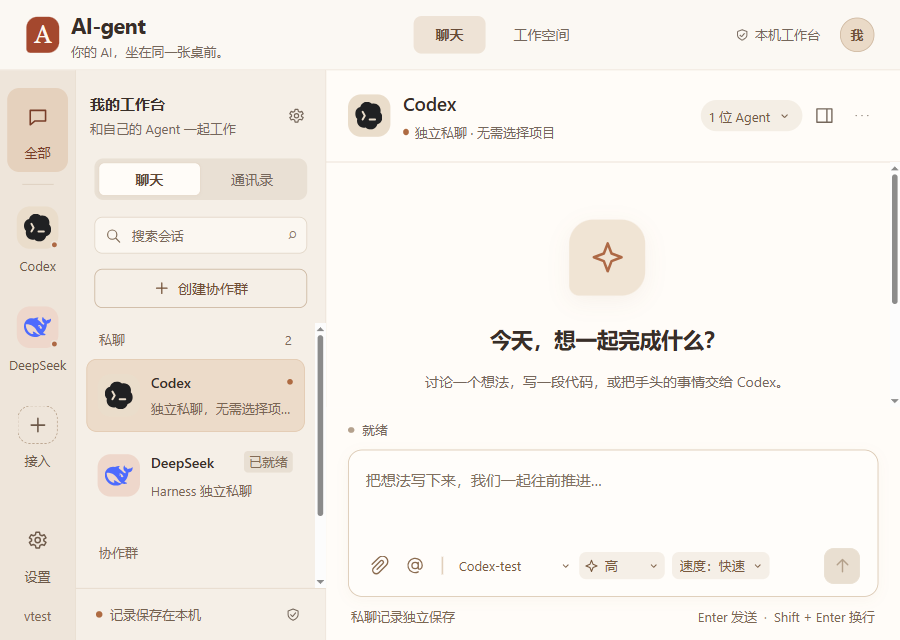 A
AI-gent
你的 AI，坐在同一张桌前。
聊天
工作空间
本机工作台
我
全部
Codex
DeepSeek
接入
设置
vtest
我的工作台
和自己的 Agent 一起工作
聊天
通讯录
搜索会话
创建协作群
私聊
2
Codex
独立私聊，无需选择项...
DeepSeek
已就绪
Harness 独立私聊
协作群
记录保存在本机
Codex
独立私聊 · 无需选择项目
1 位 Agent
今天，想一起完成什么？
讨论一个想法，写一段代码，或把手头的事情交给 Codex。
就绪
把想法写下来，我们一起往前推进...
Codex-test
高
速度：快速
私聊记录独立保存
Enter 发送 · Shift + Enter 换行